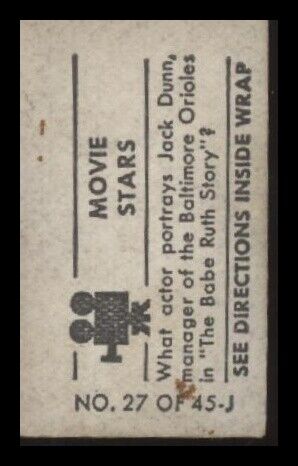 MOVIE
STARS
What actor portrays Jack Dunn,
manager of the Baltimore Orioles
in "The Babe Ruth Story"?
SEE DIRECTIONS INSIDE WRAP
NO. 27 OF 45-J